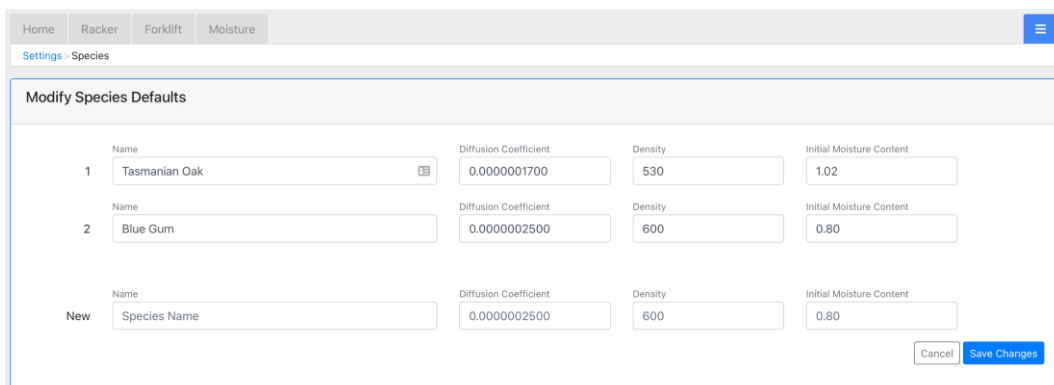 Home Racker Forklift Moisture
Settings > Species
Modify Species Defaults
Name Diffusion Coefficient Density Initial Moisture Content
1 Tasmanian Oak 0.0000001700 530 1.02
Name Diffusion Coefficient Density Initial Moisture Content
2 Blue Gum 0.0000002500 600 0.80
Name Diffusion Coefficient Density Initial Moisture Content
New Species Name 0.0000002500 600 0.80
Cancel Save Changes